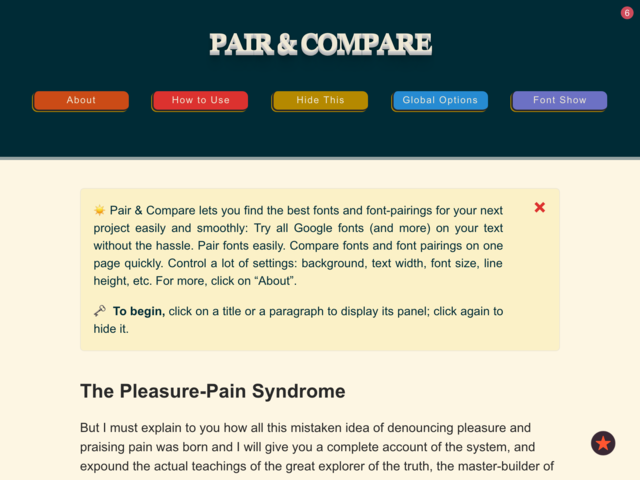 6
PAIR & COMPARE
About
How to Use
Hide This
Global Options
Font Show
Pair & Compare lets you find the best fonts and font-pairings for your next
project easily and smoothly: Try all Google fonts (and more) on your text
without the hassle. Pair fonts easily. Compare fonts and font pairings on one
page quickly. Control a lot of settings: background, text width, font size, line
height, etc. For more, click on “About”.
To begin, click on a title or a paragraph to display its panel; click again to
hide it.
The Pleasure-Pain Syndrome
But I must explain to you how all this mistaken idea of denouncing pleasure and
praising pain was born and I will give you a complete account of the system, and
expound the actual teachings of the great explorer of the truth, the master-builder of